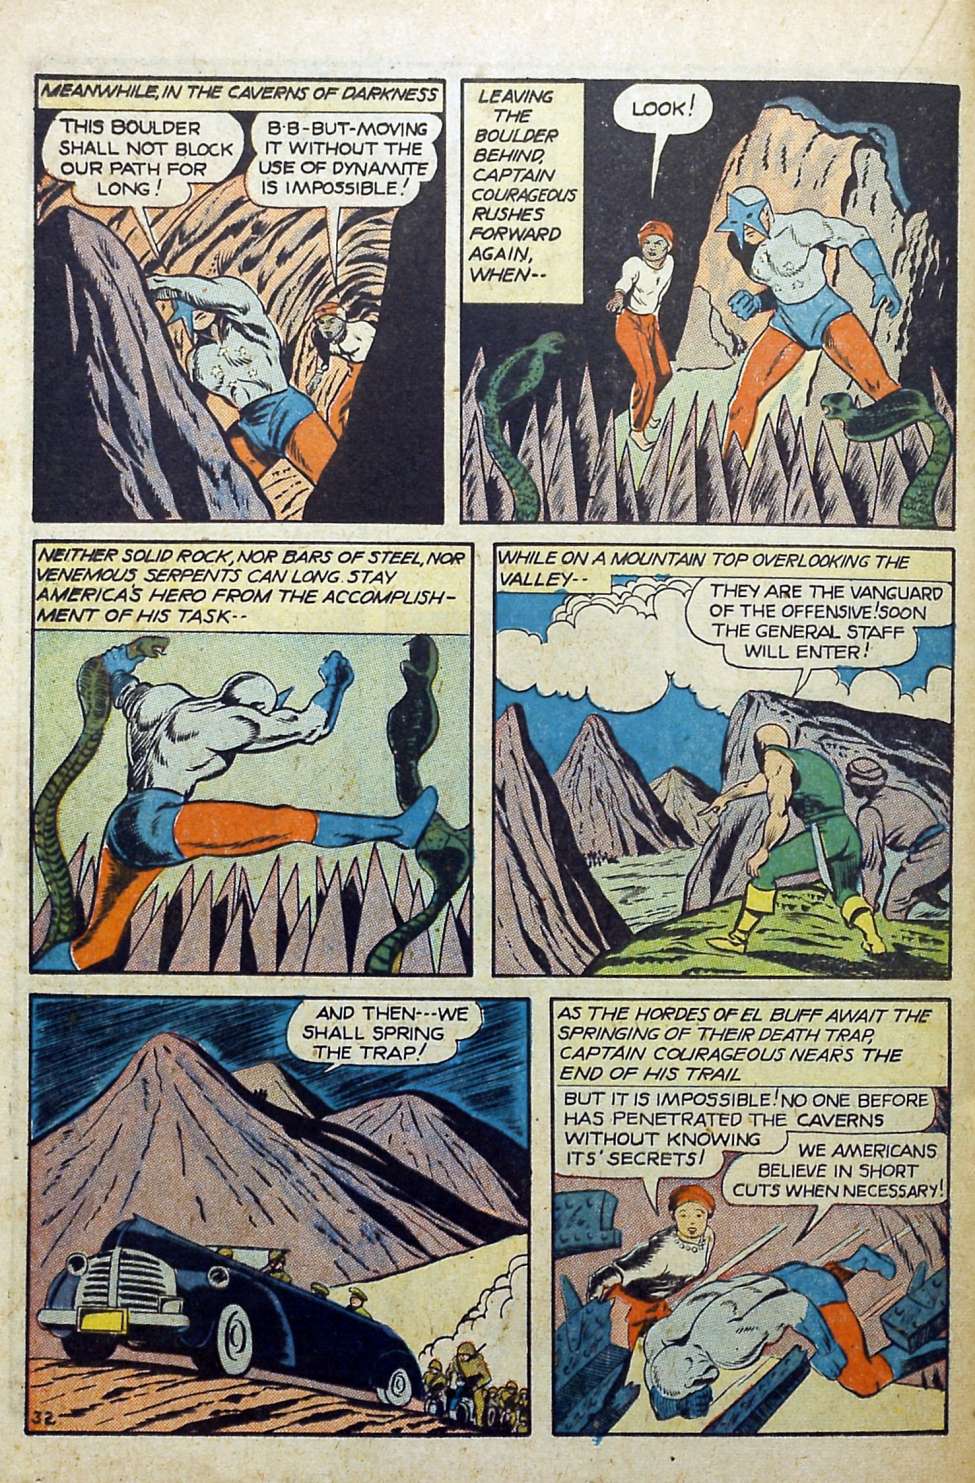 MEANWHILE, IN THE CAVERNS OF DARKNESS
THIS BOULDER
SHALL NOT BLOCK
OUR PATH FOR
LONG!
B-B-BUT-MOVING
IT WITHOUT THE
USE OF DYNAMITE
IS IMPOSSIBLE!
LEAVING
THE
BOULDER
BEHIND,
CAPTAIN
COURAGEOUS
RUSHES
FORWARD
AGAIN,
WHEN--
LOOK!
NEITHER SOLID ROCK, NOR BARS OF STEEL, NOR
VENEMOUS SERPENTS CAN LONG STAY
AMERICA'S HERO FROM THE ACCOMPLISH-
MENT OF HIS TASK--
WHILE ON A MOUNTAIN TOP OVERLOOKING THE
VALLEY--
THEY ARE THE VANGUARD
OF THE OFFENSIVE! SOON
THE GENERAL STAFF
WILL ENTER!
AND THEN---WE
SHALL SPRING
THE TRAP!
32
AS THE HORDES OF EL BUFF AWAIT THE
SPRINGING OF THEIR DEATH TRAP,
CAPTAIN COURAGEOUS NEARS THE
END OF HIS TRAIL
BUT IT IS IMPOSSIBLE! NO ONE BEFORE
HAS PENETRATED THE CAVERNS
WITHOUT KNOWING
ITS' SECRETS!
WE AMERICANS
BELIEVE IN SHORT
CUTS WHEN NECESSARY!